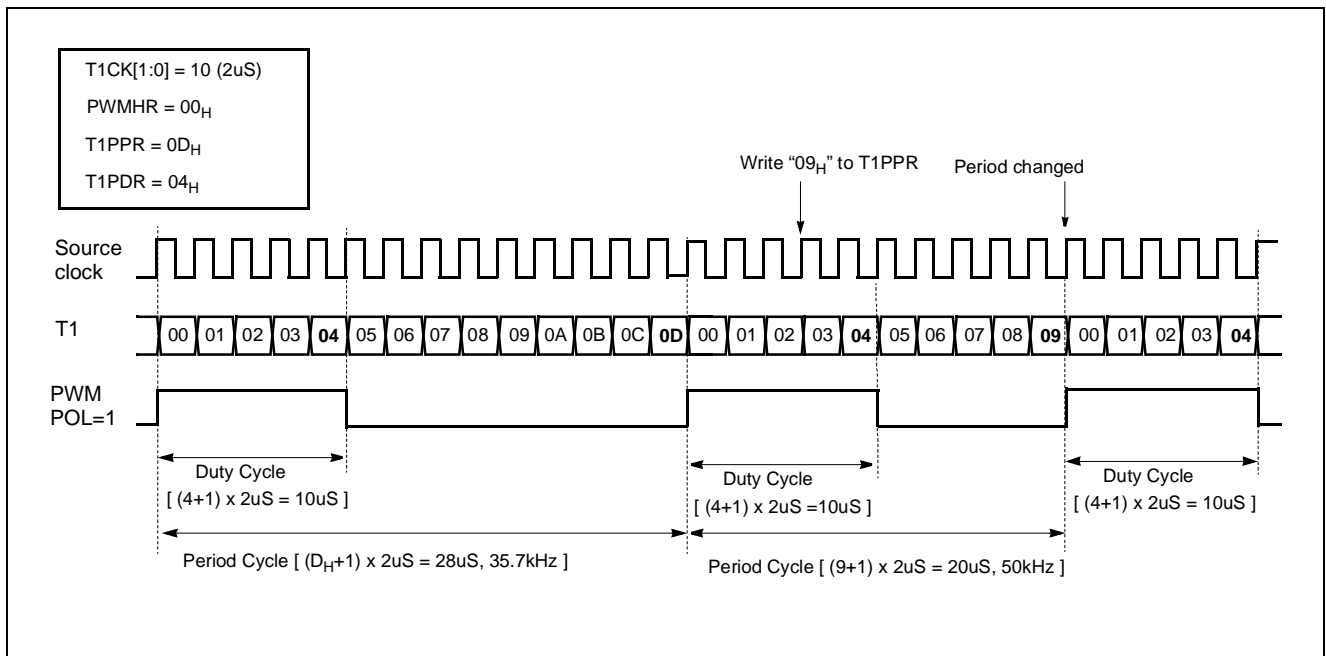 T1CK[1:0] = 10 (2uS)
PWMHR = 00H
T1PPR = 0DH
T1PDR = 04H
Write “09H” to T1PPR
Period changed
Source
clock
T1
00 01 02 03 04 05 06 07 08 09 0A 0B 0C 0D 00 01 02 03 04 05 06 07 08 09 00 01 02 03 04
PWM
POL=1
Duty Cycle
[ (4+1) x 2uS = 10uS ]
Duty Cycle
[ (4+1) x 2uS =10uS ]
Duty Cycle
[ (4+1) x 2uS = 10uS ]
Period Cycle [ (DH+1) x 2uS = 28uS, 35.7kHz ]
Period Cycle [ (9+1) x 2uS = 20uS, 50kHz ]